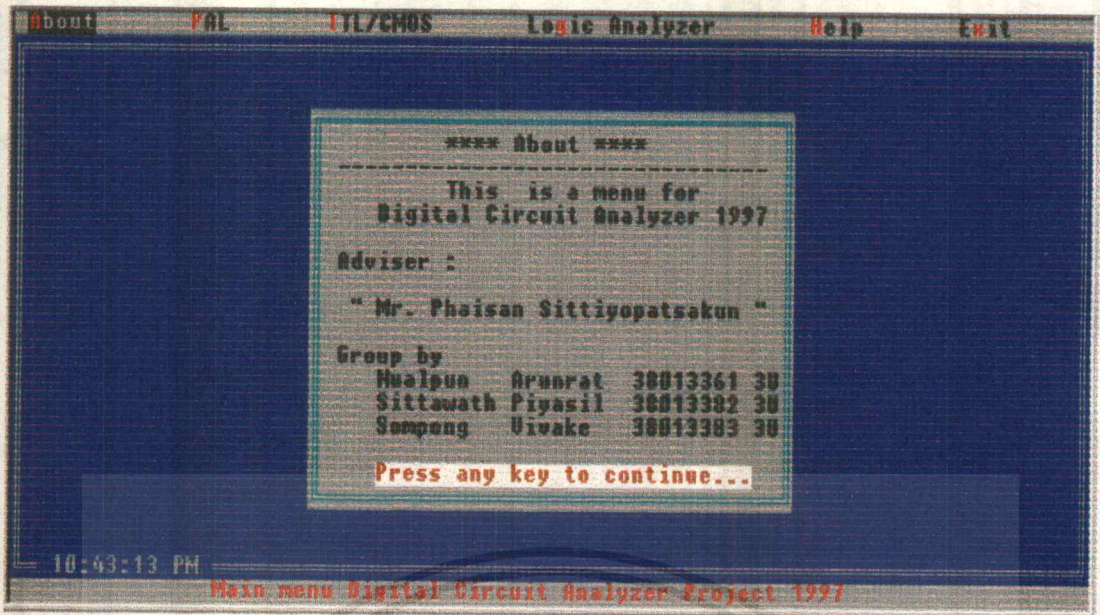 About PAL TTL/CMOS Logic Analyzer Help Exit
**** About ****
This is a menu for
Digital Circuit Analyzer 1997
Adviser :
" Mr. Phaisan Sittiyopatsakun "
Group by
Nualpun Arunrat 38013361 3U
Sittawath Piyasil 38013382 3U
Sompong Vivake 38013383 3U
Press any key to continue...
10:43:13 PM
Main menu Digital Circuit Analyzer Project 1997